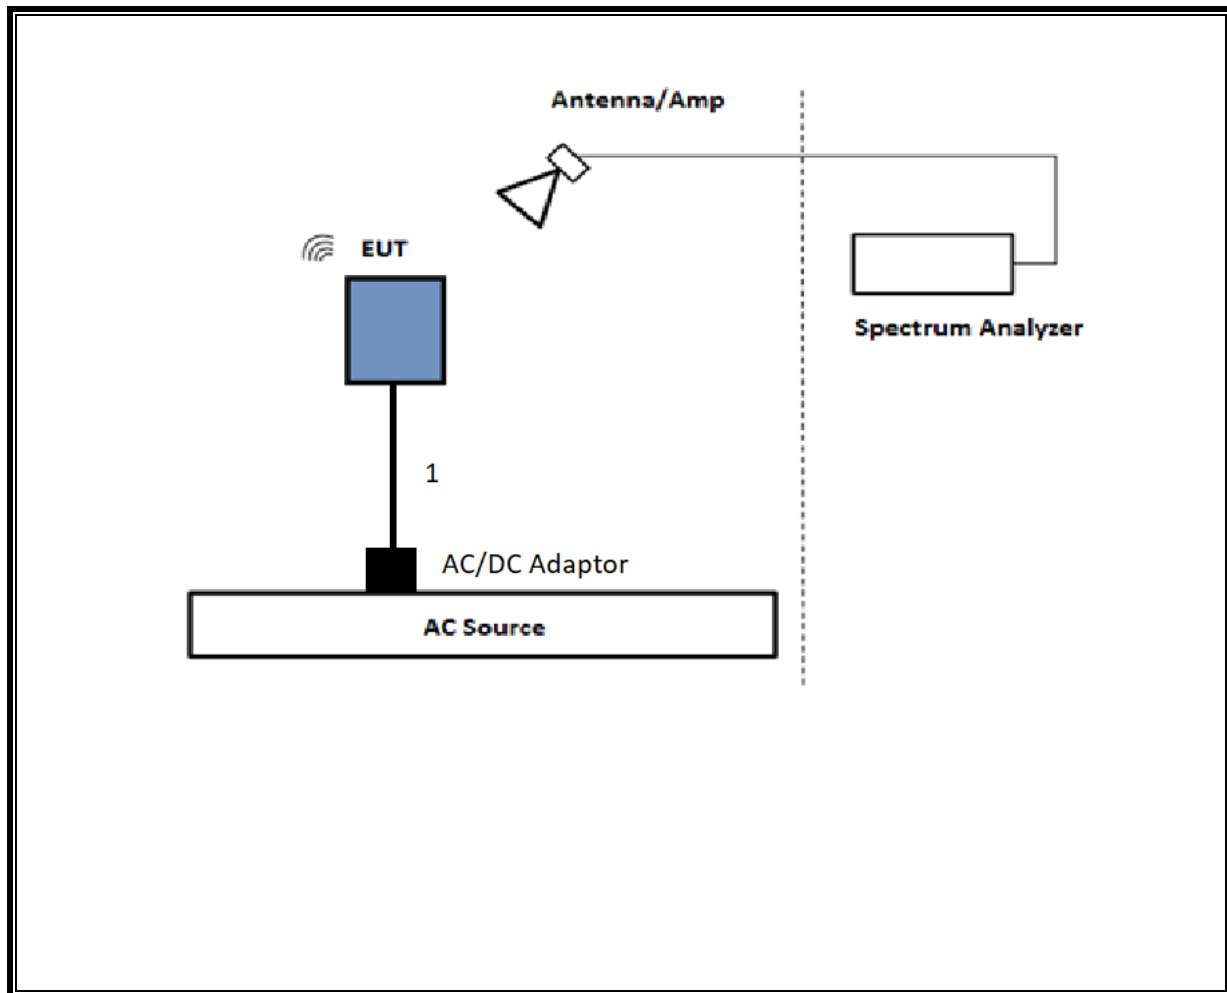 Antenna/Amp
EUT
Spectrum Analyzer
1
AC/DC Adaptor
AC Source